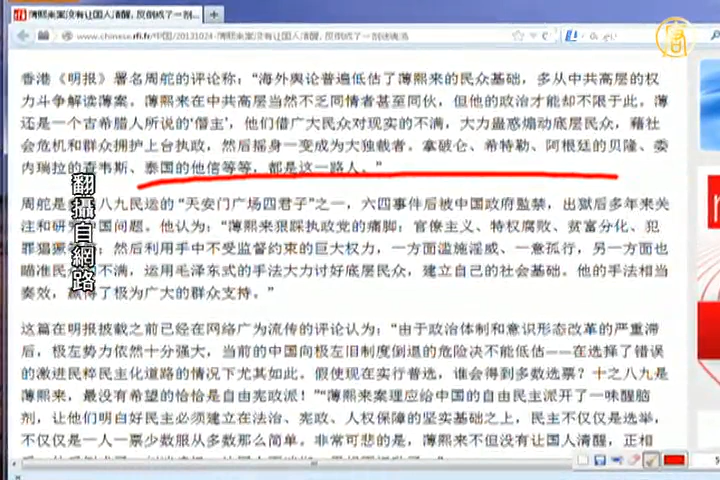 薄熙来案没有让国人清醒，反倒成了一剂...
www.chinese.rfi.fr/中国/20131024-薄熙来案没有让国人清醒，反倒成了一剂迷魂汤
香港《明报》署名周舵的评论称：“海外舆论普遍低估了薄熙来的民众基础，多从中共高层的权
力斗争解读薄案。薄熙来在中共高层当然不乏同情者甚至同伙，但他的政治才能却不限于此。薄
还是一个古希腊人所说的‘僭主’，他们借广大民众对现实的不满，大力蛊惑煽动底层民众，藉社
会危机和群众拥护上台执政，然后摇身一变成为大独裁者。拿破仑、希特勒、阿根廷的贝隆、委
内瑞拉的查韦斯、泰国的他信等等，都是这一路人。”
周舵是 八九民运的“天安门广场四君子”之一，六四事件后被中国政府监禁，出狱后多年来关
注和研 中国问题。他认为：“薄熙来狠踩执政党的痛脚：官僚主义、特权腐败、贫富分化、犯
罪猖 ；然后利用手中不受监督约束的巨大权力，一方面滥施淫威、一意孤行，另一方面也
瞄准民 不满，运用毛泽东式的手法大力讨好底层民众，建立自己的社会基础。他的手法相当
奏效，赢得了极为广大的群众支持。”
这篇在明报披载之前已经在网络广为流传的评论认为：“由于政治体制和意识形态改革的严重滞
后，极左势力依然十分强大，当前的中国向极左旧制度倒退的危险决不能低估——在选择了错误
的激进民粹民主化道路的情况下尤其如此。假使现在实行普选，谁会得到多数选票？十之八九是
薄熙来，最没有希望的恰恰是自由宪政派！”“薄熙来案理应给中国的自由民主派开了一味醒脑
剂，让他们明白好民主必须建立在法治、宪政、人权保障的坚实基础之上，民主不仅仅是选举，
不仅仅是一人一票少数服从多数那么简单。非常可悲的是，薄熙来不但没有让国人清醒，正相
翻攝自網路